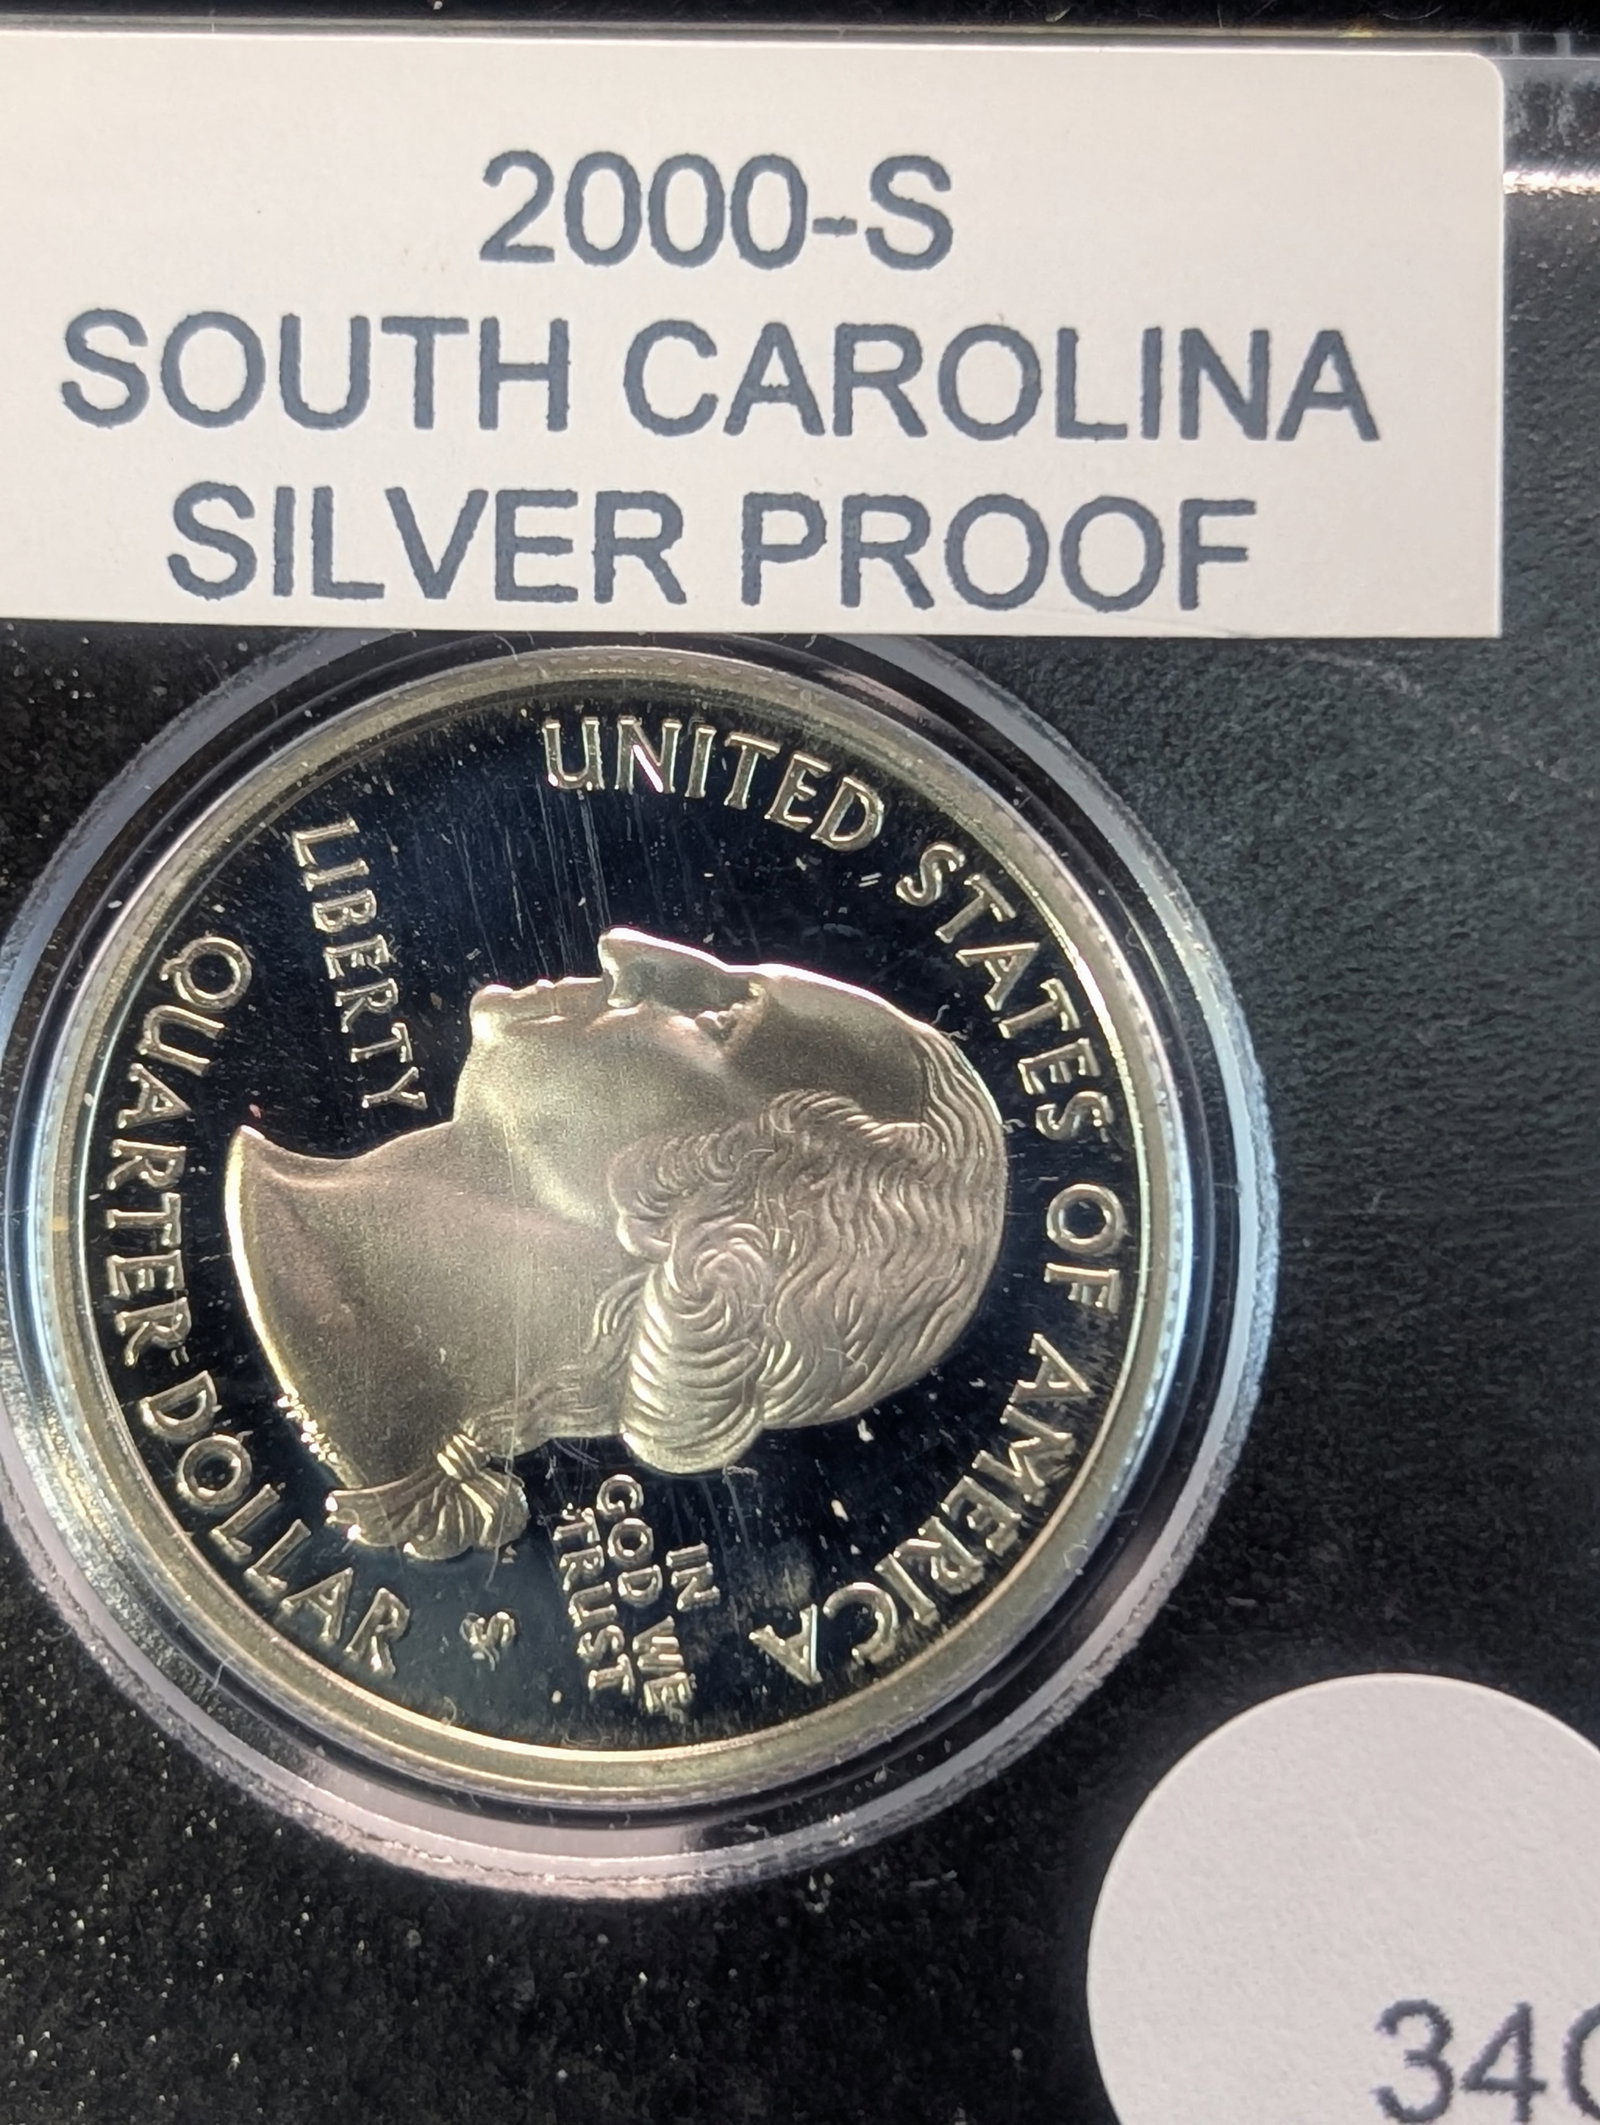 2000-S
SOUTH CAROLINA
SILVER PROOF
UNITED STATES OF AMERICA
LIBERTY
IN
GOD WE
TRUST
S
QUARTER DOLLAR
34